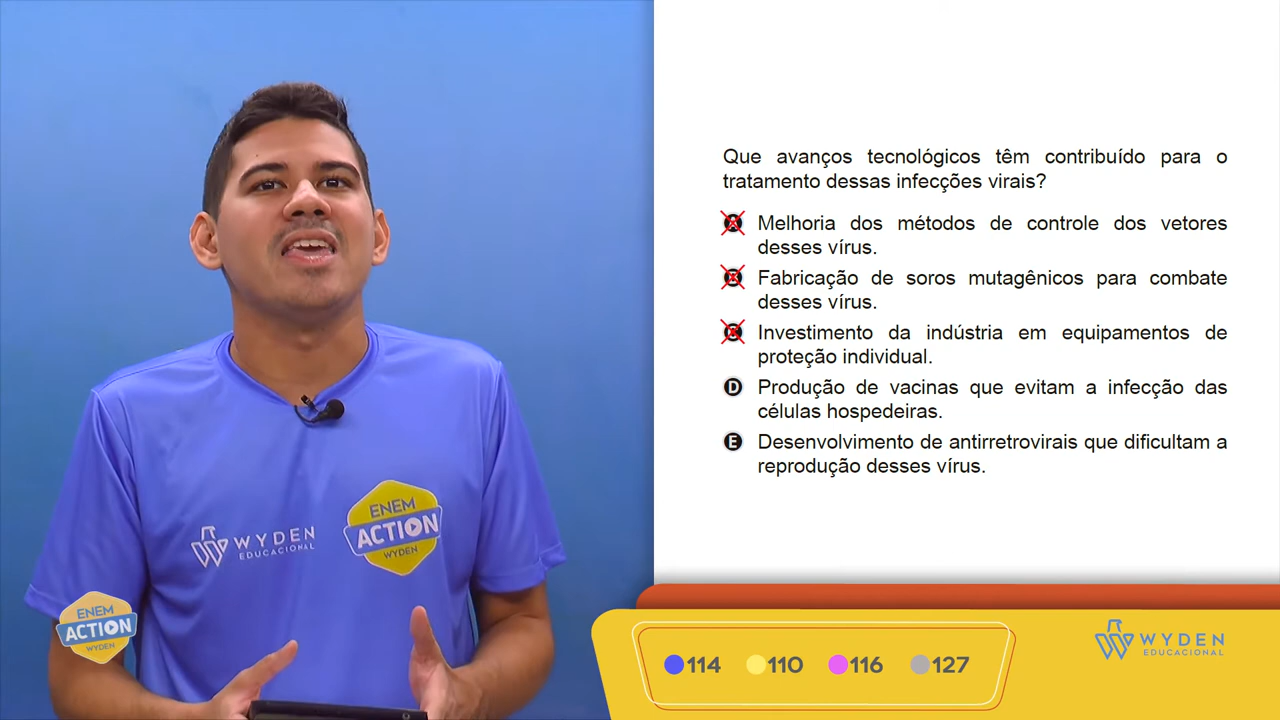 Que avanços tecnológicos têm contribuído para o
tratamento dessas infecções virais?
Melhoria dos métodos de controle dos vetores
desses vírus.
Fabricação de soros mutagênicos para combate
desses vírus.
Investimento da indústria em equipamentos de
proteção individual.
D Produção de vacinas que evitam a infecção das
células hospedeiras.
E Desenvolvimento de antirretrovirais que dificultam a
reprodução desses vírus.
WYDEN
EDUCACIONAL
ENEM
ACTION
WYDEN
ENEM
ACTION
WYDEN
114 110 116 127
WYDEN
EDUCACIONAL